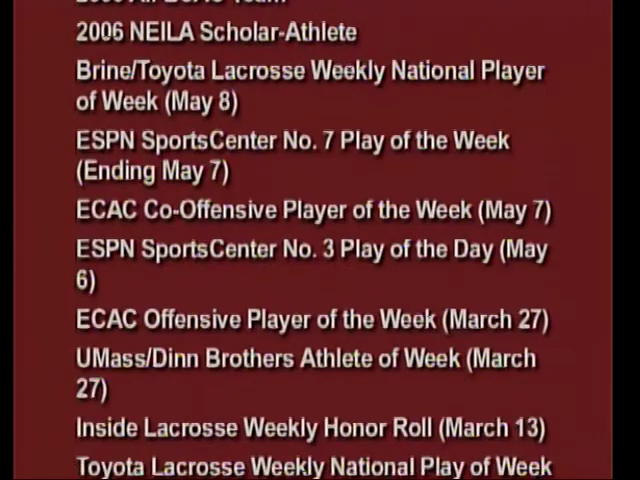 2006 NEILA Scholar-Athlete
Brine/Toyota Lacrosse Weekly National Player
of Week (May 8)
ESPN SportsCenter No. 7 Play of the Week
(Ending May 7)
ECAC Co-Offensive Player of the Week (May 7)
ESPN SportsCenter No. 3 Play of the Day (May
6)
ECAC Offensive Player of the Week (March 27)
UMass/Dinn Brothers Athlete of Week (March
27)
Inside Lacrosse Weekly Honor Roll (March 13)
Toyota Lacrosse Weekly National Play of Week